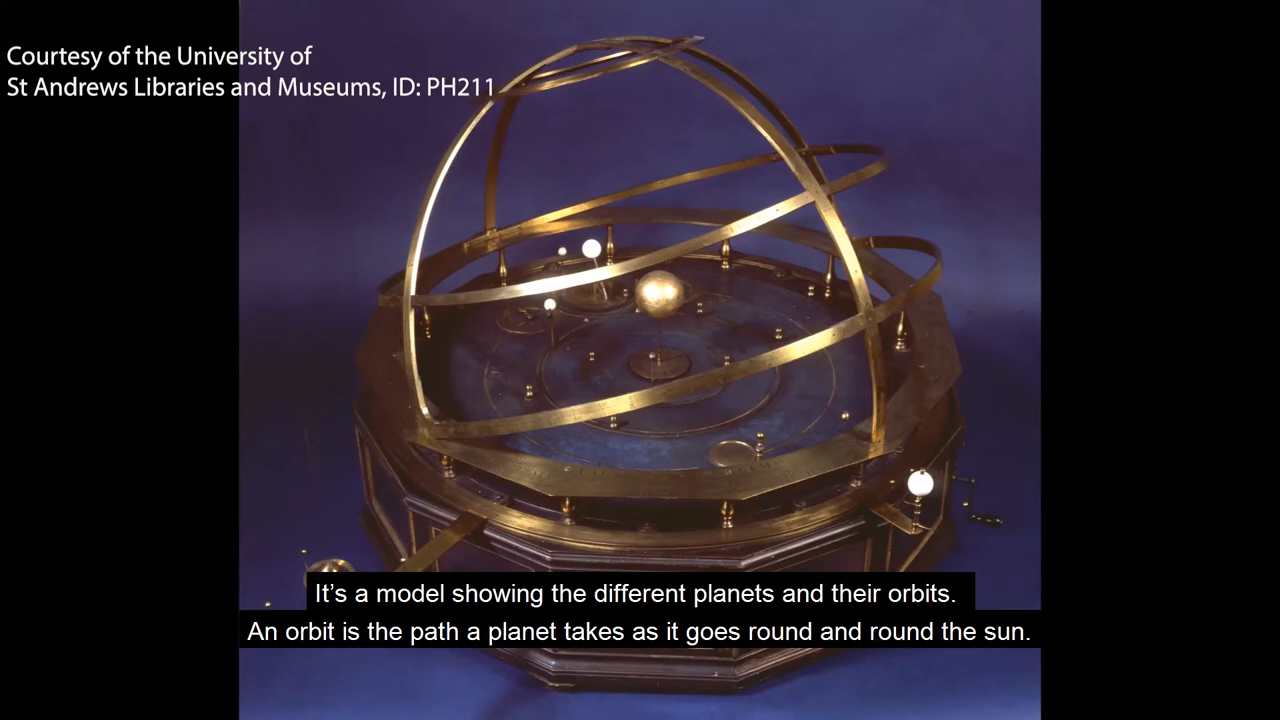 Courtesy of the University of
St Andrews Libraries and Museums, ID: PH211
It’s a model showing the different planets and their orbits.
An orbit is the path a planet takes as it goes round and round the sun.